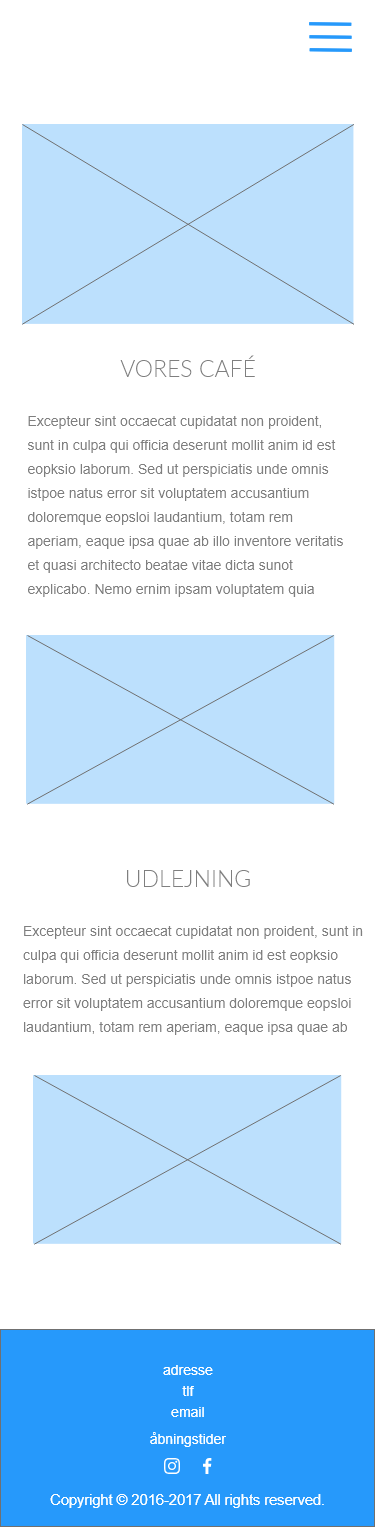 VORES CAFÉ
Excepteur sint occaecat cupidatat non proident,
sunt in culpa qui officia deserunt mollit anim id est
eopksio laborum. Sed ut perspiciatis unde omnis
istpoe natus error sit voluptatem accusantium
doloremque eopsloi laudantium, totam rem
aperiam, eaque ipsa quae ab illo inventore veritatis
et quasi architecto beatae vitae dicta sunot
explicabo. Nemo ernim ipsam voluptatem quia
UDLEJNING
Excepteur sint occaecat cupidatat non proident, sunt in
culpa qui officia deserunt mollit anim id est eopksio
laborum. Sed ut perspiciatis unde omnis istpoe natus
error sit voluptatem accusantium doloremque eopsloi
laudantium, totam rem aperiam, eaque ipsa quae ab
adresse
tlf
email
åbningstider
Copyright © 2016-2017 All rights reserved.